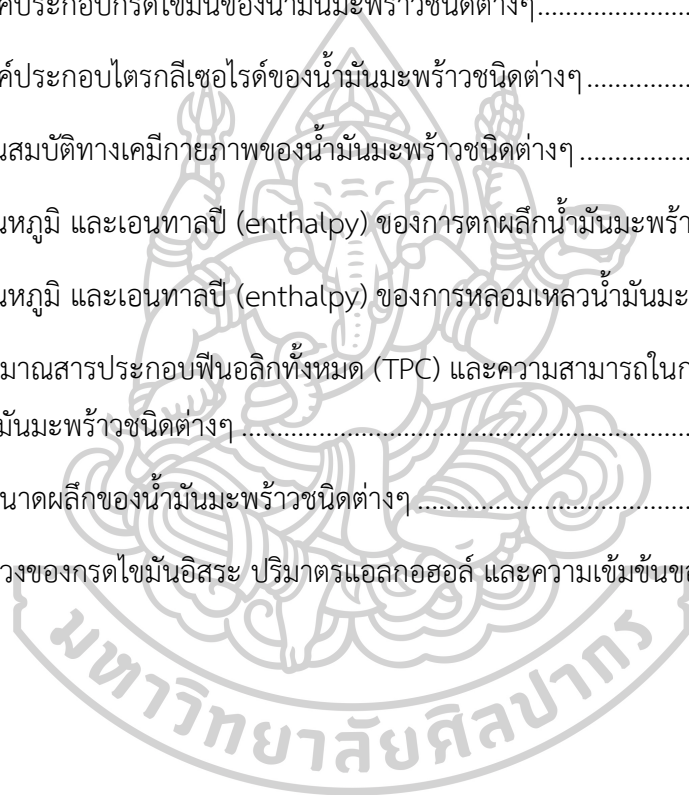 ค์ประกอบกรดไขมันของน้ำมันมะพร้าวชนิดต่างๆ.................
ค์ประกอบไตรกลีเซอไรด์ของน้ำมันมะพร้าวชนิดต่างๆ.............
ณสมบัติทางเคมีกายภาพของน้ำมันมะพร้าวชนิดต่างๆ.............
ณหภูมิ และเอนทาลปี (enthalpy) ของการตกผลึกน้ำมันมะพร้า
ณหภูมิ และเอนทาลปี (enthalpy) ของการหลอมเหลวน้ำมันมะ
มาณสารประกอบฟีนอลิกทั้งหมด (TPC) และความสามารถในก
มันมะพร้าวชนิดต่างๆ.................................................................
นาดผลึกของน้ำมันมะพร้าวชนิดต่างๆ.......................................
วงของกรดไขมันอิสระ ปริมาตรแอลกอฮอล์ และความเข้มข้นขอ
มหาวิทยาลัยศิลปากร